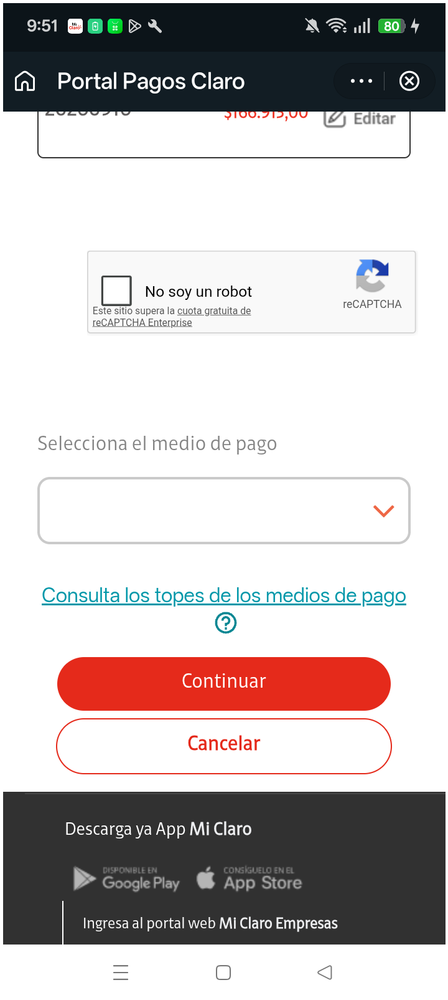 9:51
80
Portal Pagos Claro
$166.915,00
Editar
No soy un robot
Este sitio supera la cuota gratuita de
reCAPTCHA Enterprise
reCAPTCHA
Selecciona el medio de pago
Consulta los topes de los medios de pago
Continuar
Cancelar
Descarga ya App Mi Claro
DISPONIBLE EN
Google Play
CONSÍGUELO EN EL
App Store
Ingresa al portal web Mi Claro Empresas